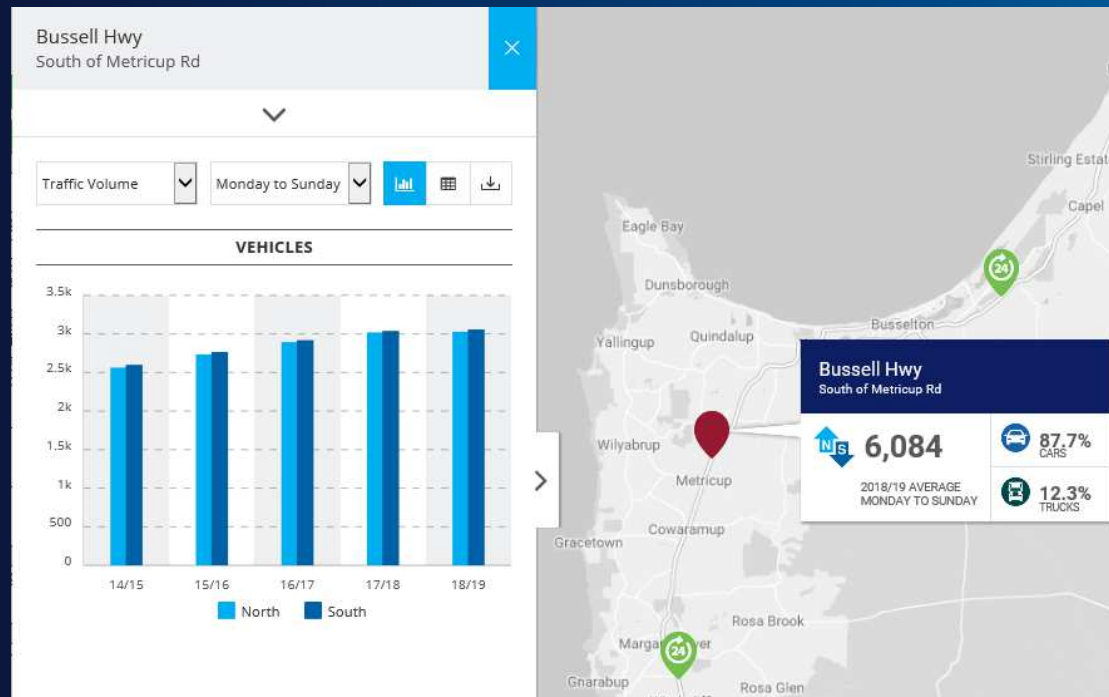 Bussell Hwy
South of Metricup Rd
Traffic Volume
Monday to Sunday
VEHICLES
3.5k
3k
2.5k
2k
1.5k
1k
500
0
14/15
15/16
16/17
17/18
18/19
North
South
Stirling Estat
Capel
Eagle Bay
24
Dunsborough
Busselton
Quindalup
Yallingup
Bussell Hwy
South of Metricup Rd
N S
6,084
2018/19 AVERAGE
MONDAY TO SUNDAY
87.7%
CARS
12.3%
TRUCKS
Wilyabrup
Metricup
Cowaramup
Gracetown
Rosa Brook
Marga
24
er
Gnarabup
Rosa Glen